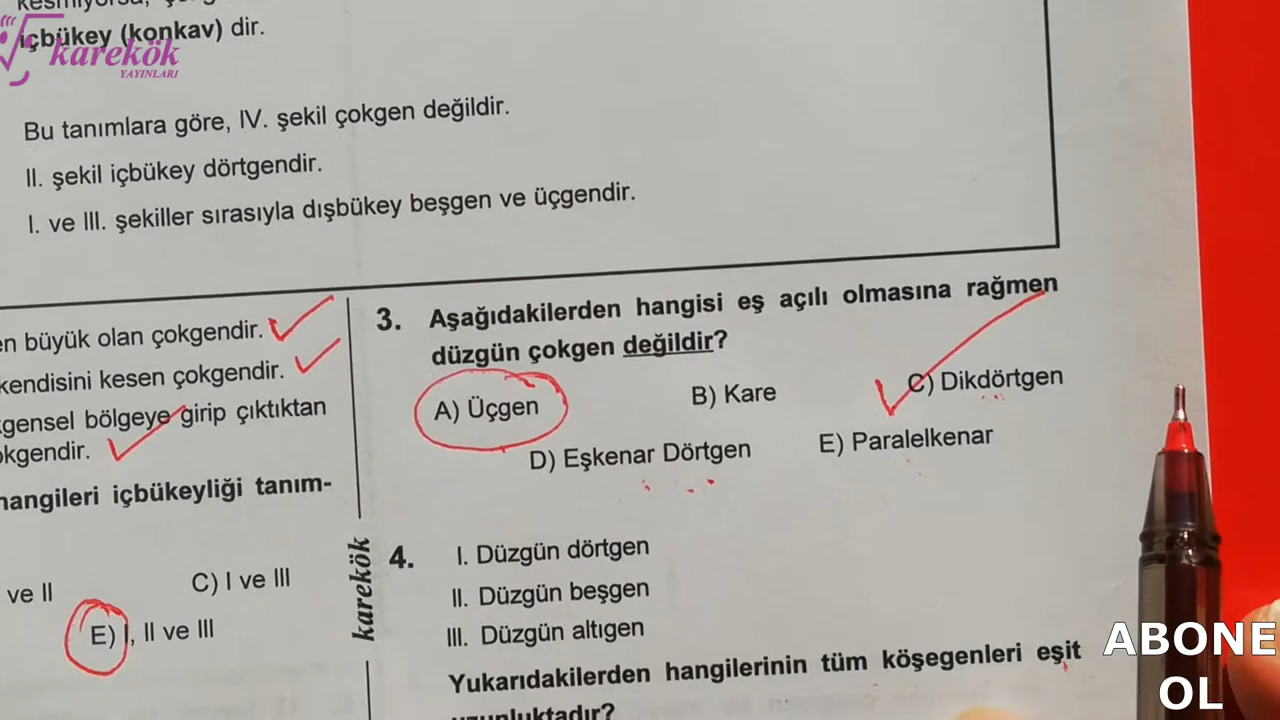 içbükey (konkav) dir.
karekök
YAYINLARI
Bu tanımlara göre, IV. şekil çokgen değildir.
II. şekil içbükey dörtgendir.
I. ve III. şekiller sırasıyla dışbükey beşgen ve üçgendir.
büyük olan çokgendir.
kendisini kesen çokgendir.
bölgeye girip çıktıktan
hangileri içbükeyliği tanım-
ve II
C) I ve III
E) I, II ve III
karekök
3. Aşağıdakilerden hangisi eş açılı olmasına rağmen
düzgün çokgen değildir?
A) Üçgen B) Kare C) Dikdörtgen
D) Eşkenar Dörtgen E) Paralelkenar
4. I. Düzgün dörtgen
II. Düzgün beşgen
III. Düzgün altıgen
Yukarıdakilerden hangilerinin tüm köşegenleri eşit
uzunluktadır?
ABONE
OL